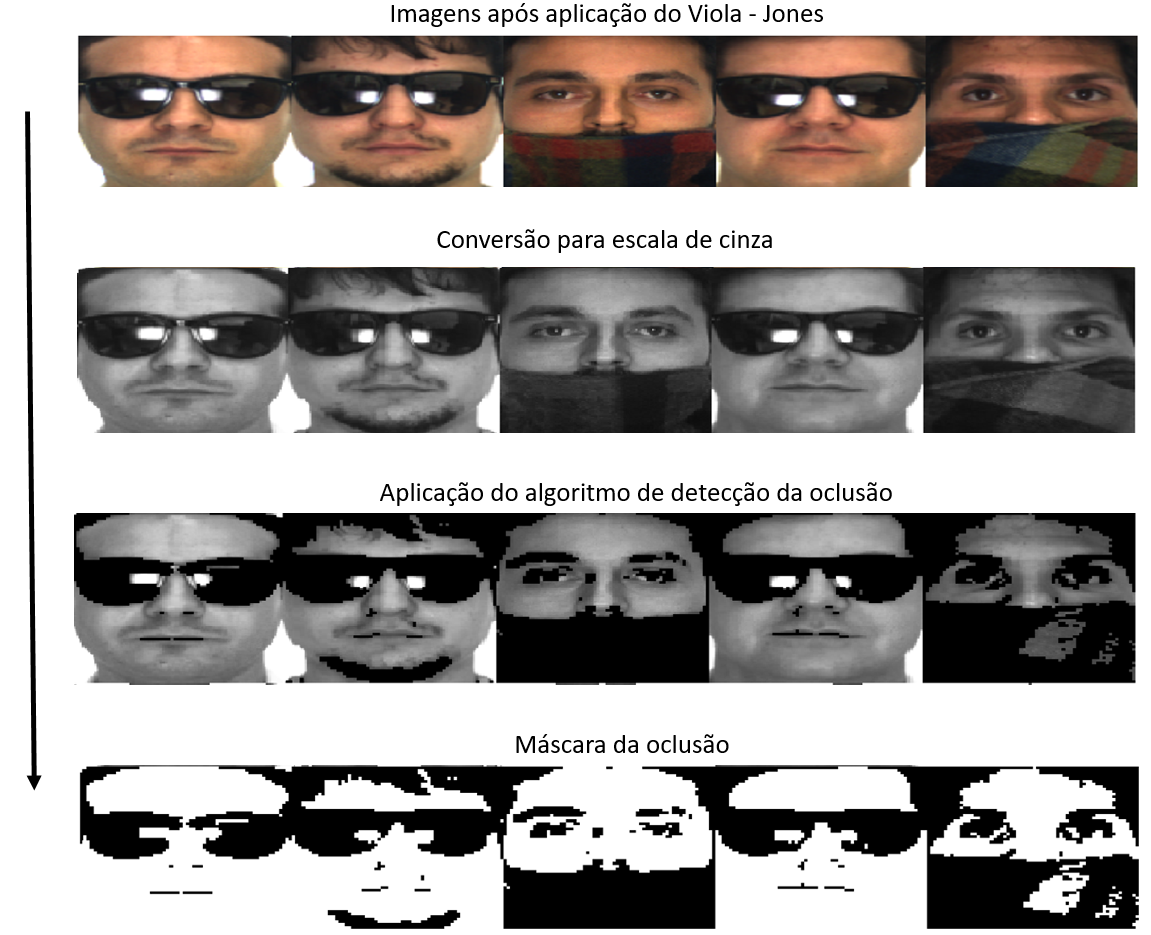 Imagens após aplicação do Viola - Jones
Conversão para escala de cinza
Aplicação do algoritmo de detecção da oclusão
Máscara da oclusão